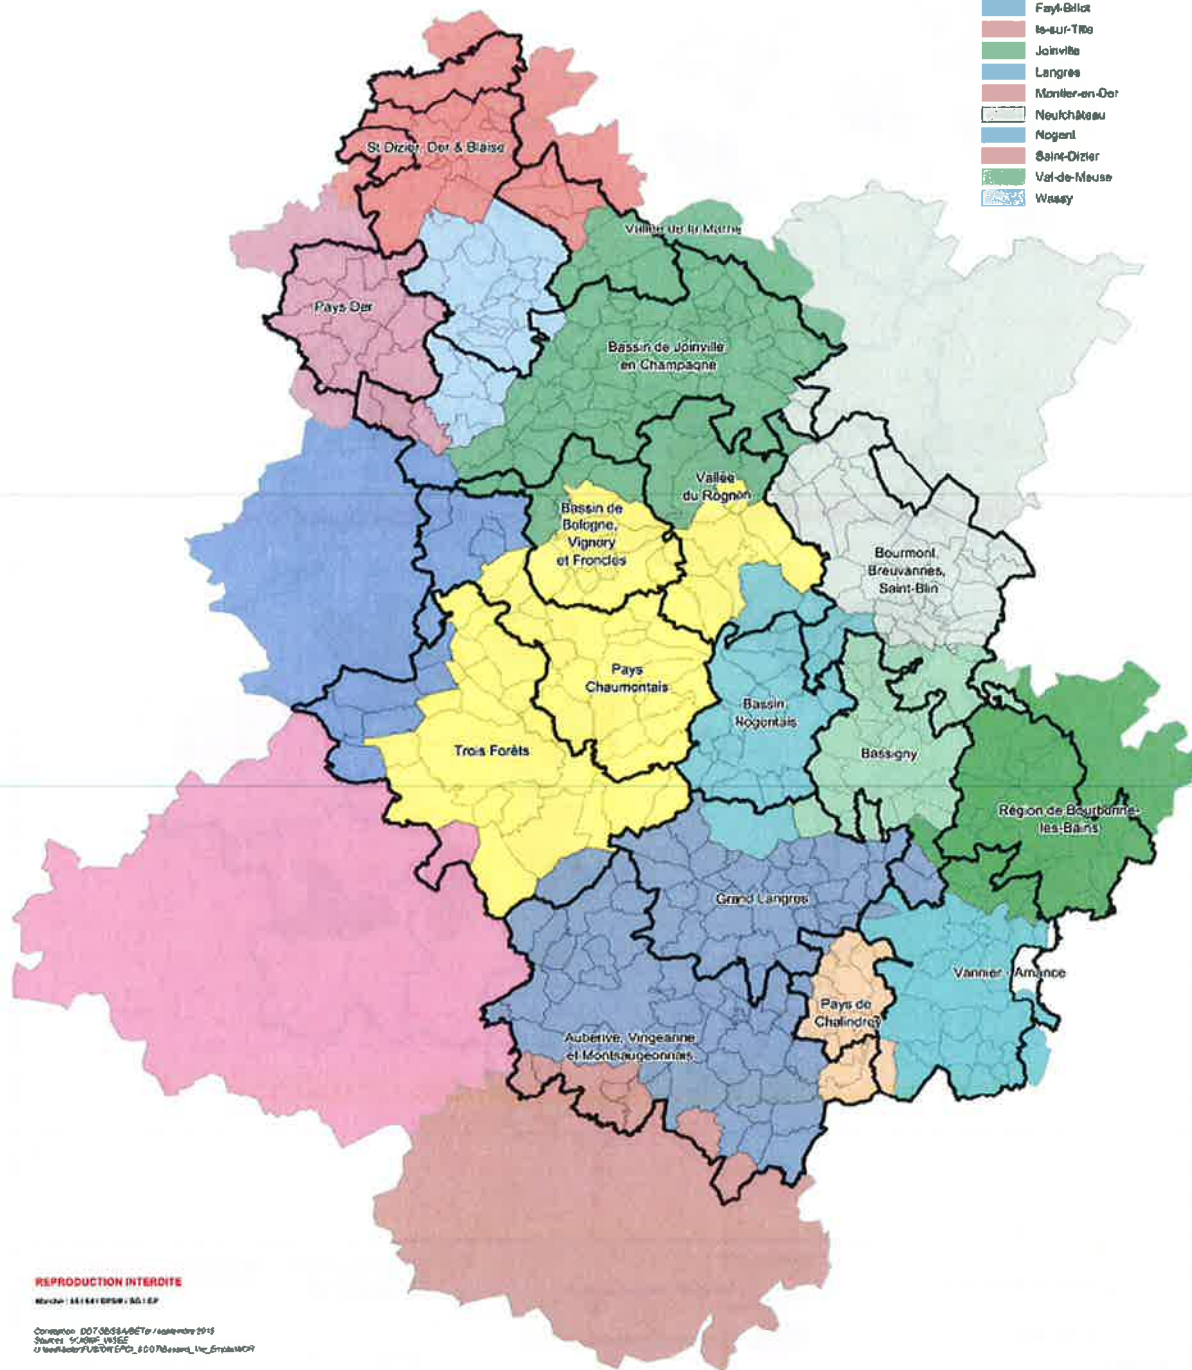 Fayl-Billot
Is-sur-Tille
Joinville
Langres
Montier-en-Der
Neufchâteau
Nogent
Saint-Dizier
Val-de-Meuse
Wassy
St Dizier, Der & Blaise
Vallée de la Marne
Pays Der
Bassin de Joinville
en Champagne
Vallée
du Rognon
Bassin de
Bologne,
Vignory
et Froncles
Bourmont
Breuvannes,
Saint-Blin
Pays
Chaumontais
Bassin
Nogentais
Trois Forêts
Bassigny
Région de Bourbonne-
les-Bains
Grand Langres
Vannier - Amance
Pays de
Chalindrey
Auberive, Vingeanne
et Montsaugeonnais
REPRODUCTION INTERDITE
septembre 2015
Sources